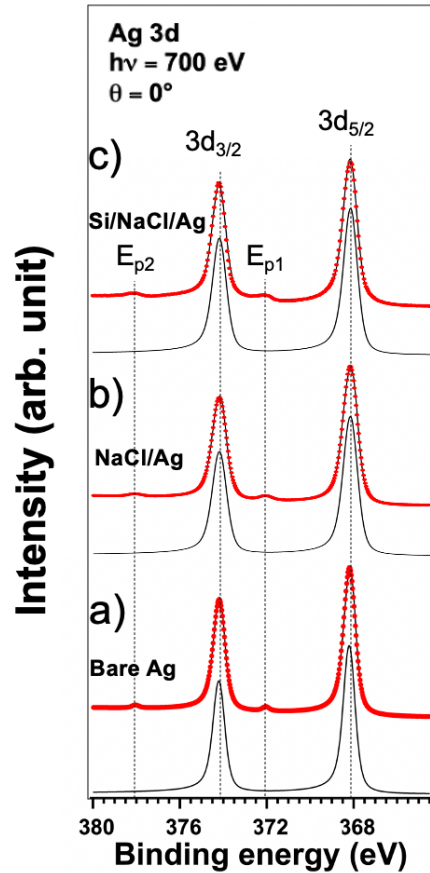 Ag 3d
hν = 700 eV
θ = 0°
3d3/2
3d5/2
c)
Si/NaCl/Ag
Ep2
Ep1
b)
NaCl/Ag
a)
Bare Ag
Intensity (arb. unit)
380 376 372 368
Binding energy (eV)